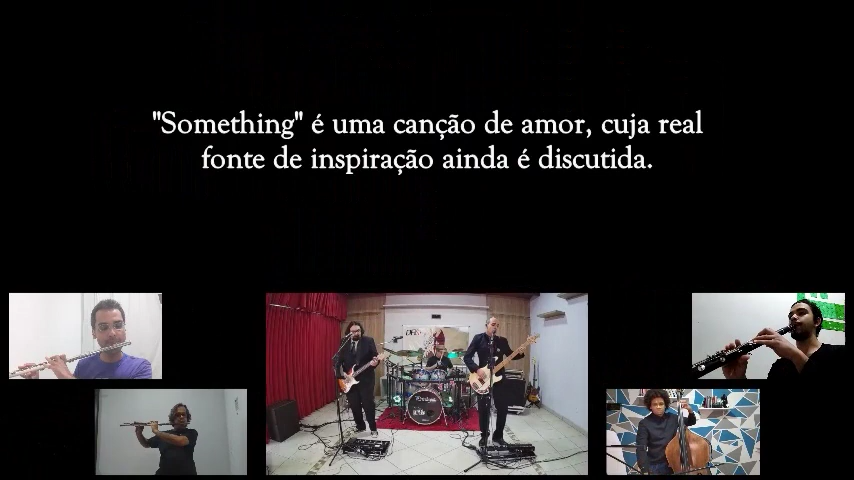 "Something" é uma canção de amor, cuja real
fonte de inspiração ainda é discutida.